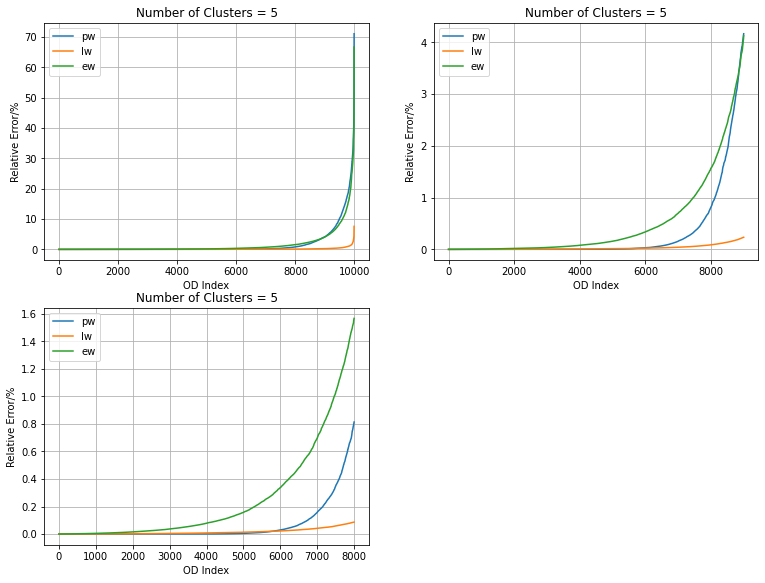 Number of Clusters = 5
70
60
50
40
30
20
10
0
Relative Error/%
pw
lw
ew
0 2000 4000 6000 8000 10000
OD Index
Number of Clusters = 5
4
3
2
1
0
Relative Error/%
pw
lw
ew
0 2000 4000 6000 8000
OD Index
Number of Clusters = 5
1.6
1.4
1.2
1.0
0.8
0.6
0.4
0.2
0.0
Relative Error/%
pw
lw
ew
0 1000 2000 3000 4000 5000 6000 7000 8000
OD Index